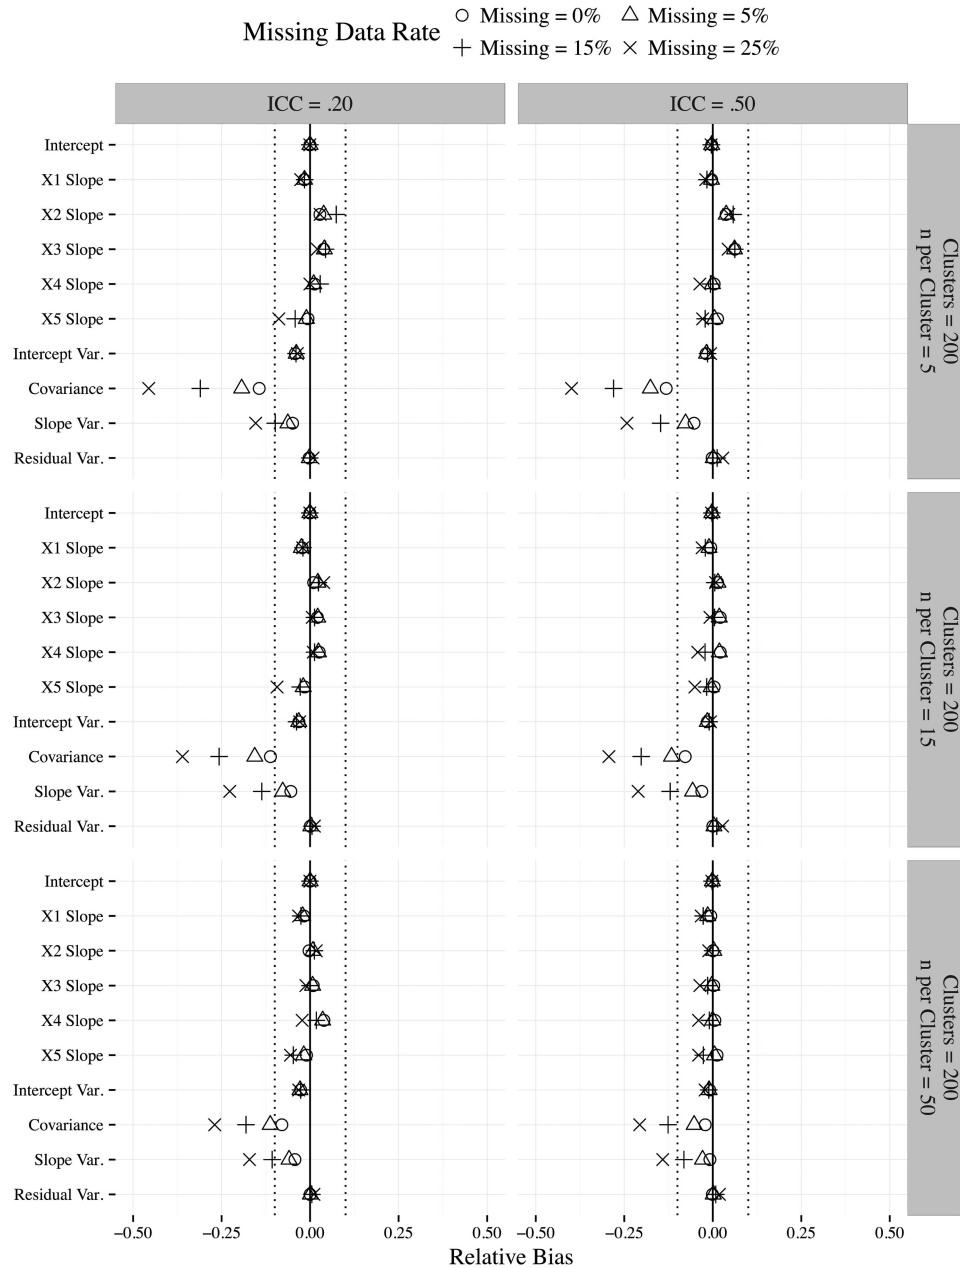 Missing Data Rate
Missing = 0%
Missing = 5%
Missing = 15%
Missing = 25%
ICC = .20
ICC = .50
Intercept
X1 Slope
X2 Slope
X3 Slope
X4 Slope
X5 Slope
Intercept Var.
Covariance
Slope Var.
Residual Var.
Clusters = 200
n per Cluster = 5
Intercept
X1 Slope
X2 Slope
X3 Slope
X4 Slope
X5 Slope
Intercept Var.
Covariance
Slope Var.
Residual Var.
Clusters = 200
n per Cluster = 15
Intercept
X1 Slope
X2 Slope
X3 Slope
X4 Slope
X5 Slope
Intercept Var.
Covariance
Slope Var.
Residual Var.
Clusters = 200
n per Cluster = 50
−0.50 −0.25 0.00 0.25 0.50 −0.50 −0.25 0.00 0.25 0.50
Relative Bias